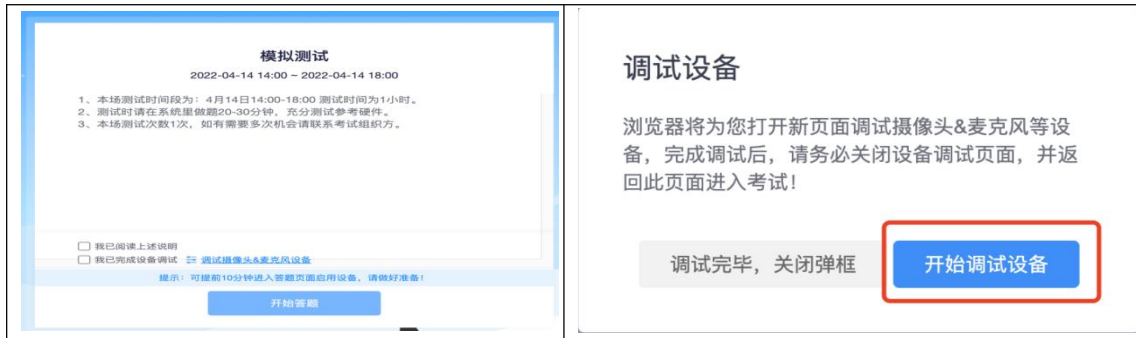 模拟测试
2022-04-14 14:00 ~ 2022-04-14 18:00
1、本场测试时间段为：4月14日14:00-18:00 测试时间为1小时。
2、测试时请在系统里做题20-30分钟，充分测试参考硬件。
3、本场测试次数1次，如有需要多次机会请联系考试组织方。
我已阅读上述说明
我已完成设备调试 调试摄像头&麦克风设备
提示：可提前10分钟进入答题页面启用设备，请做好准备！
开始答题
调试设备
浏览器将为您打开新页面调试摄像头&麦克风等设
备，完成调试后，请务必关闭设备调试页面，并返
回此页面进入考试！
调试完毕，关闭弹框
开始调试设备